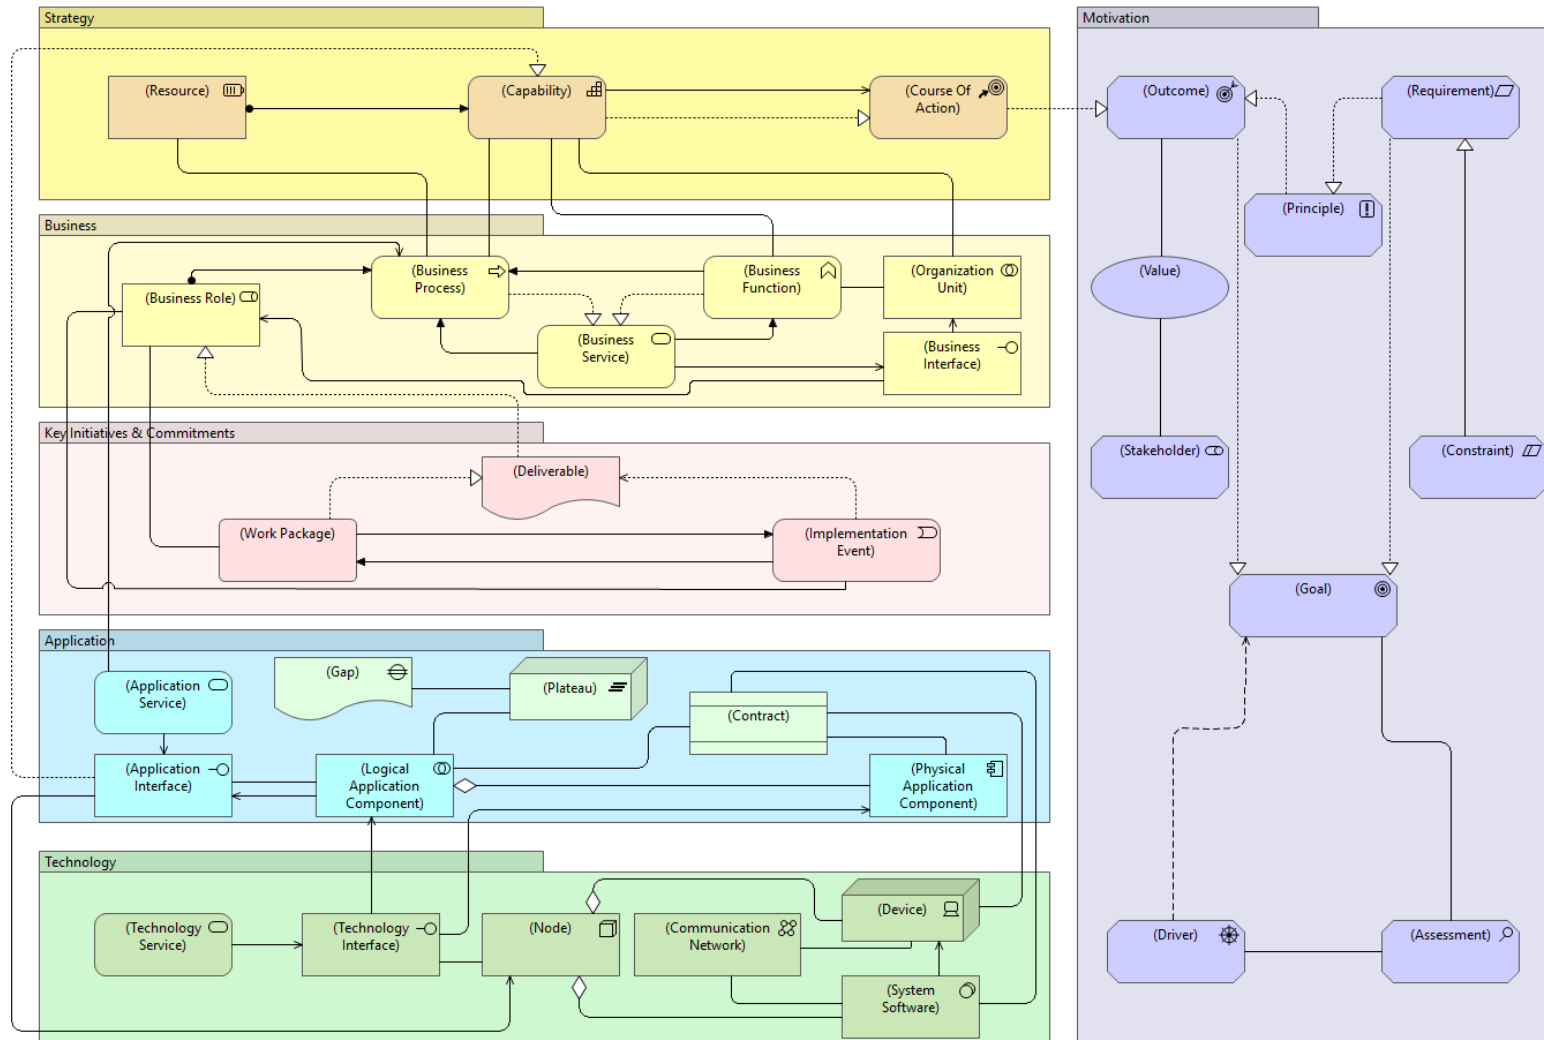 Strategy
(Resource)
(Capability)
(Course Of
Action)
Motivation
(Outcome)
(Requirement)
(Principle)
(Value)
(Stakeholder)
(Constraint)
(Goal)
(Driver)
(Assessment)
Business
(Business Role)
(Business
Process)
(Business
Function)
(Organization
Unit)
(Business
Service)
(Business
Interface)
Key Initiatives & Commitments
(Deliverable)
(Work Package)
(Implementation
Event)
Application
(Application
Service)
(Gap)
(Plateau)
(Contract)
(Application
Interface)
(Logical
Application
Component)
(Physical
Application
Component)
Technology
(Technology
Service)
(Technology
Interface)
(Node)
(Communication
Network)
(Device)
(System
Software)